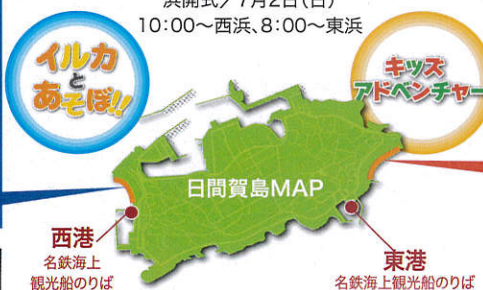 浜開式／7月2日(日)
10:00～西浜、8:00～東浜
イルカ
と
あそぼ!!
キッズ
アドベンチャー
日間賀島MAP
西港
名鉄海上
観光船のりば
東港
名鉄海上観光船のりば